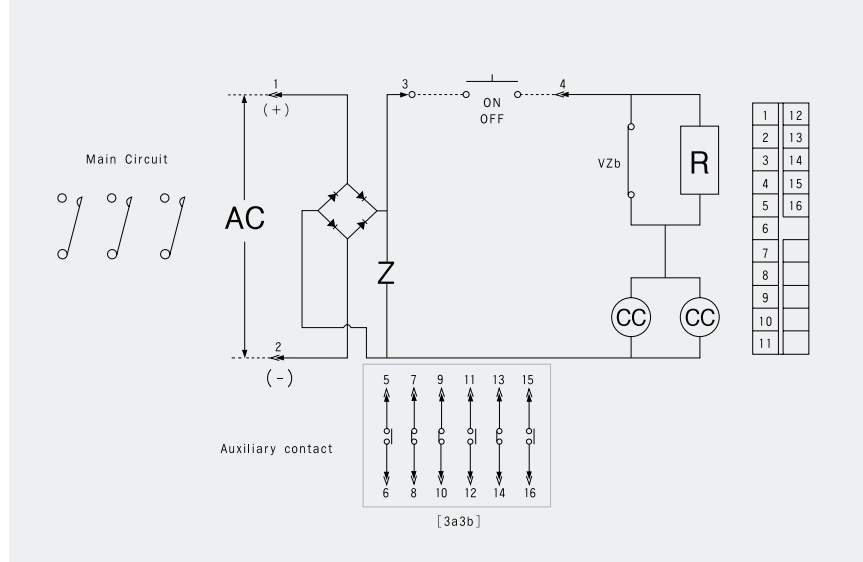 1
(+)
3
4
ON
OFF
Main Circuit
VZb
R
AC
Z
CC
CC
2
(-)
1 12
2 13
3 14
4 15
5 16
6
7
8
9
10
11
5 7 9 11 13 15
Auxiliary contact
6 8 10 12 14 16
[3a3b]